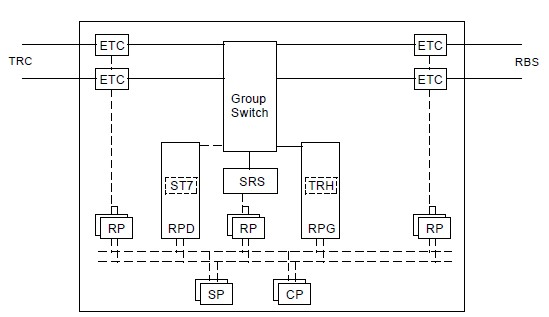 ETC
ETC
TRC
RBS
ETC
ETC
Group
Switch
ST7
SRS
TRH
RP
RPD
RP
RPG
RP
SP
CP